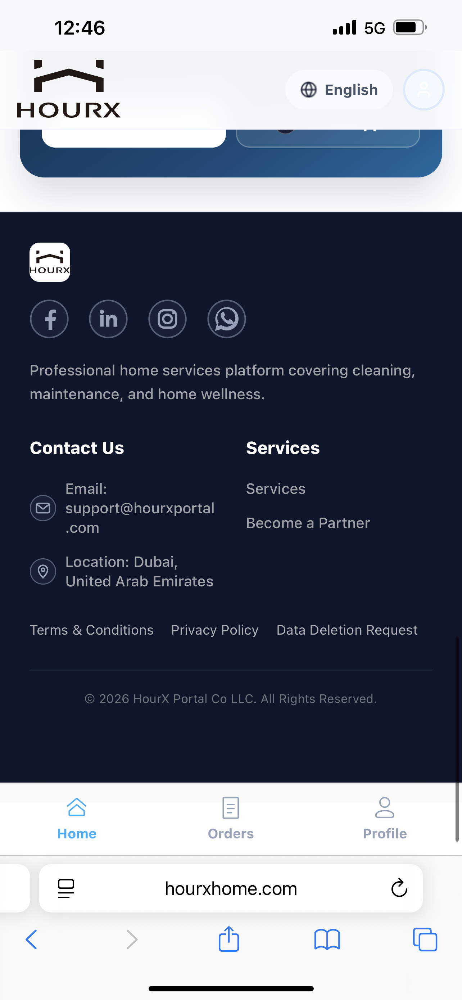 12:46
5G
HOURX
English
HOURX
Professional home services platform covering cleaning,
maintenance, and home wellness.
Contact Us
Services
Email:
support@hourxportal
.com
Services
Become a Partner
Location: Dubai,
United Arab Emirates
Terms & Conditions
Privacy Policy
Data Deletion Request
© 2026 HourX Portal Co LLC. All Rights Reserved.
Home
Orders
Profile
hourxhome.com